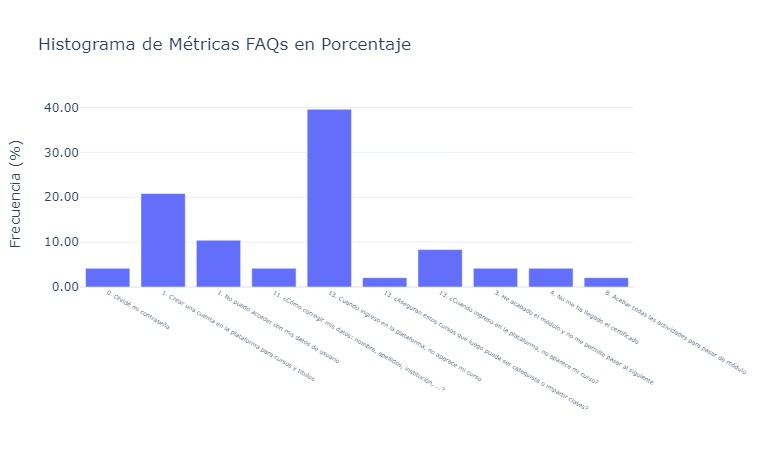 Histograma de Métricas FAQs en Porcentaje
Frecuencia (%)
40.00
30.00
20.00
10.00
0.00
0. Olvidé mi contraseña
1. Crear una cuenta en la plataforma para cursos y títulos
1. No puedo acceder con mis datos de usuario
11. ¿Cómo corregir mis datos: nombre, apellidos, institución, ...?
13. Cuando ingreso en la plataforma, no aparece mi curso
13. ¿Aseguran estos cursos que luego pueda ser catequista o impartir clases?
13. ¿Cuando ingreso en la plataforma, no aparece mi curso?
3. He acabado el módulo y no me permite pasar al siguiente
4. No me ha llegado el certificado
8. Acabar todas las actividades para pasar de módulo